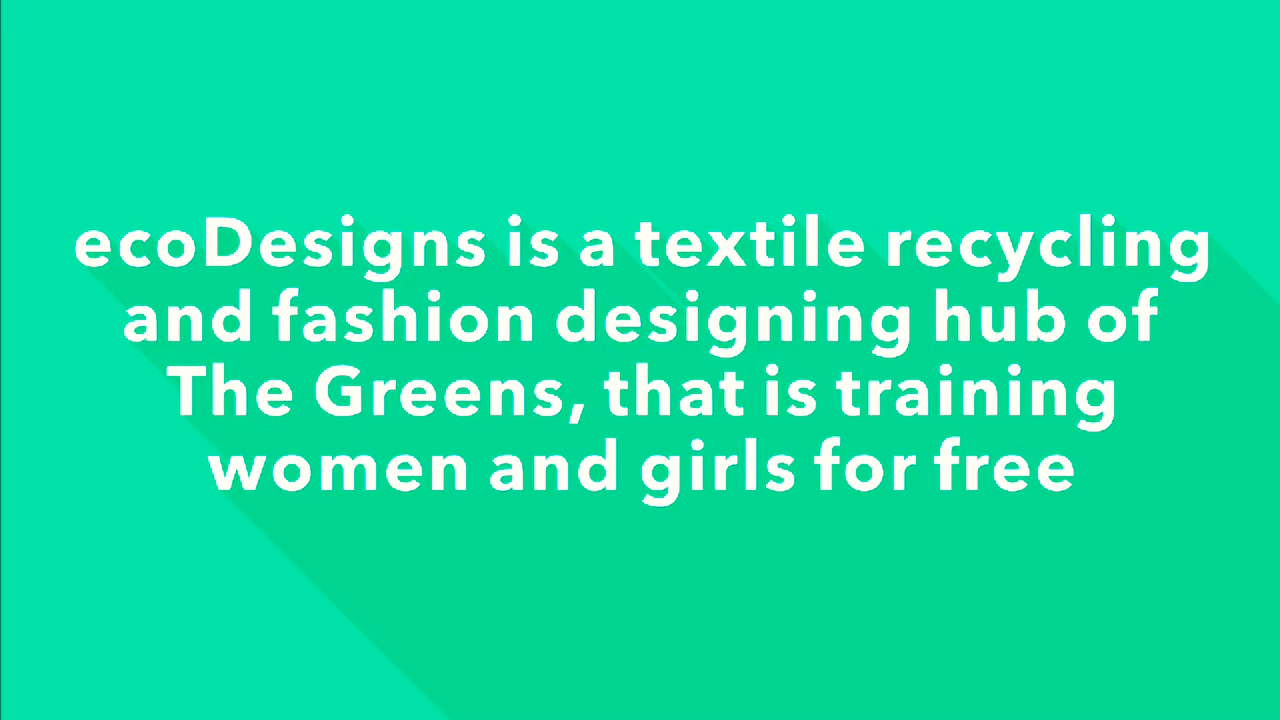 ecoDesigns is a textile recycling
and fashion designing hub of
The Greens, that is training
women and girls for free